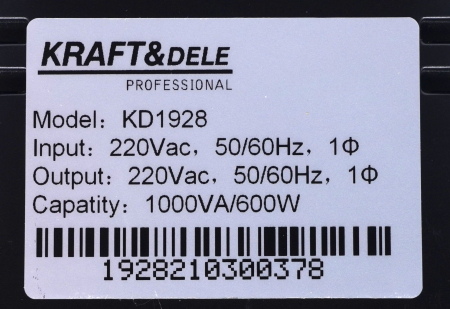 KRAFT&DELE
PROFESSIONAL
Model: KD1928
Input: 220Vac, 50/60Hz, 1Φ
Output: 220Vac, 50/60Hz, 1Φ
Capatity: 1000VA/600W
1928210300378